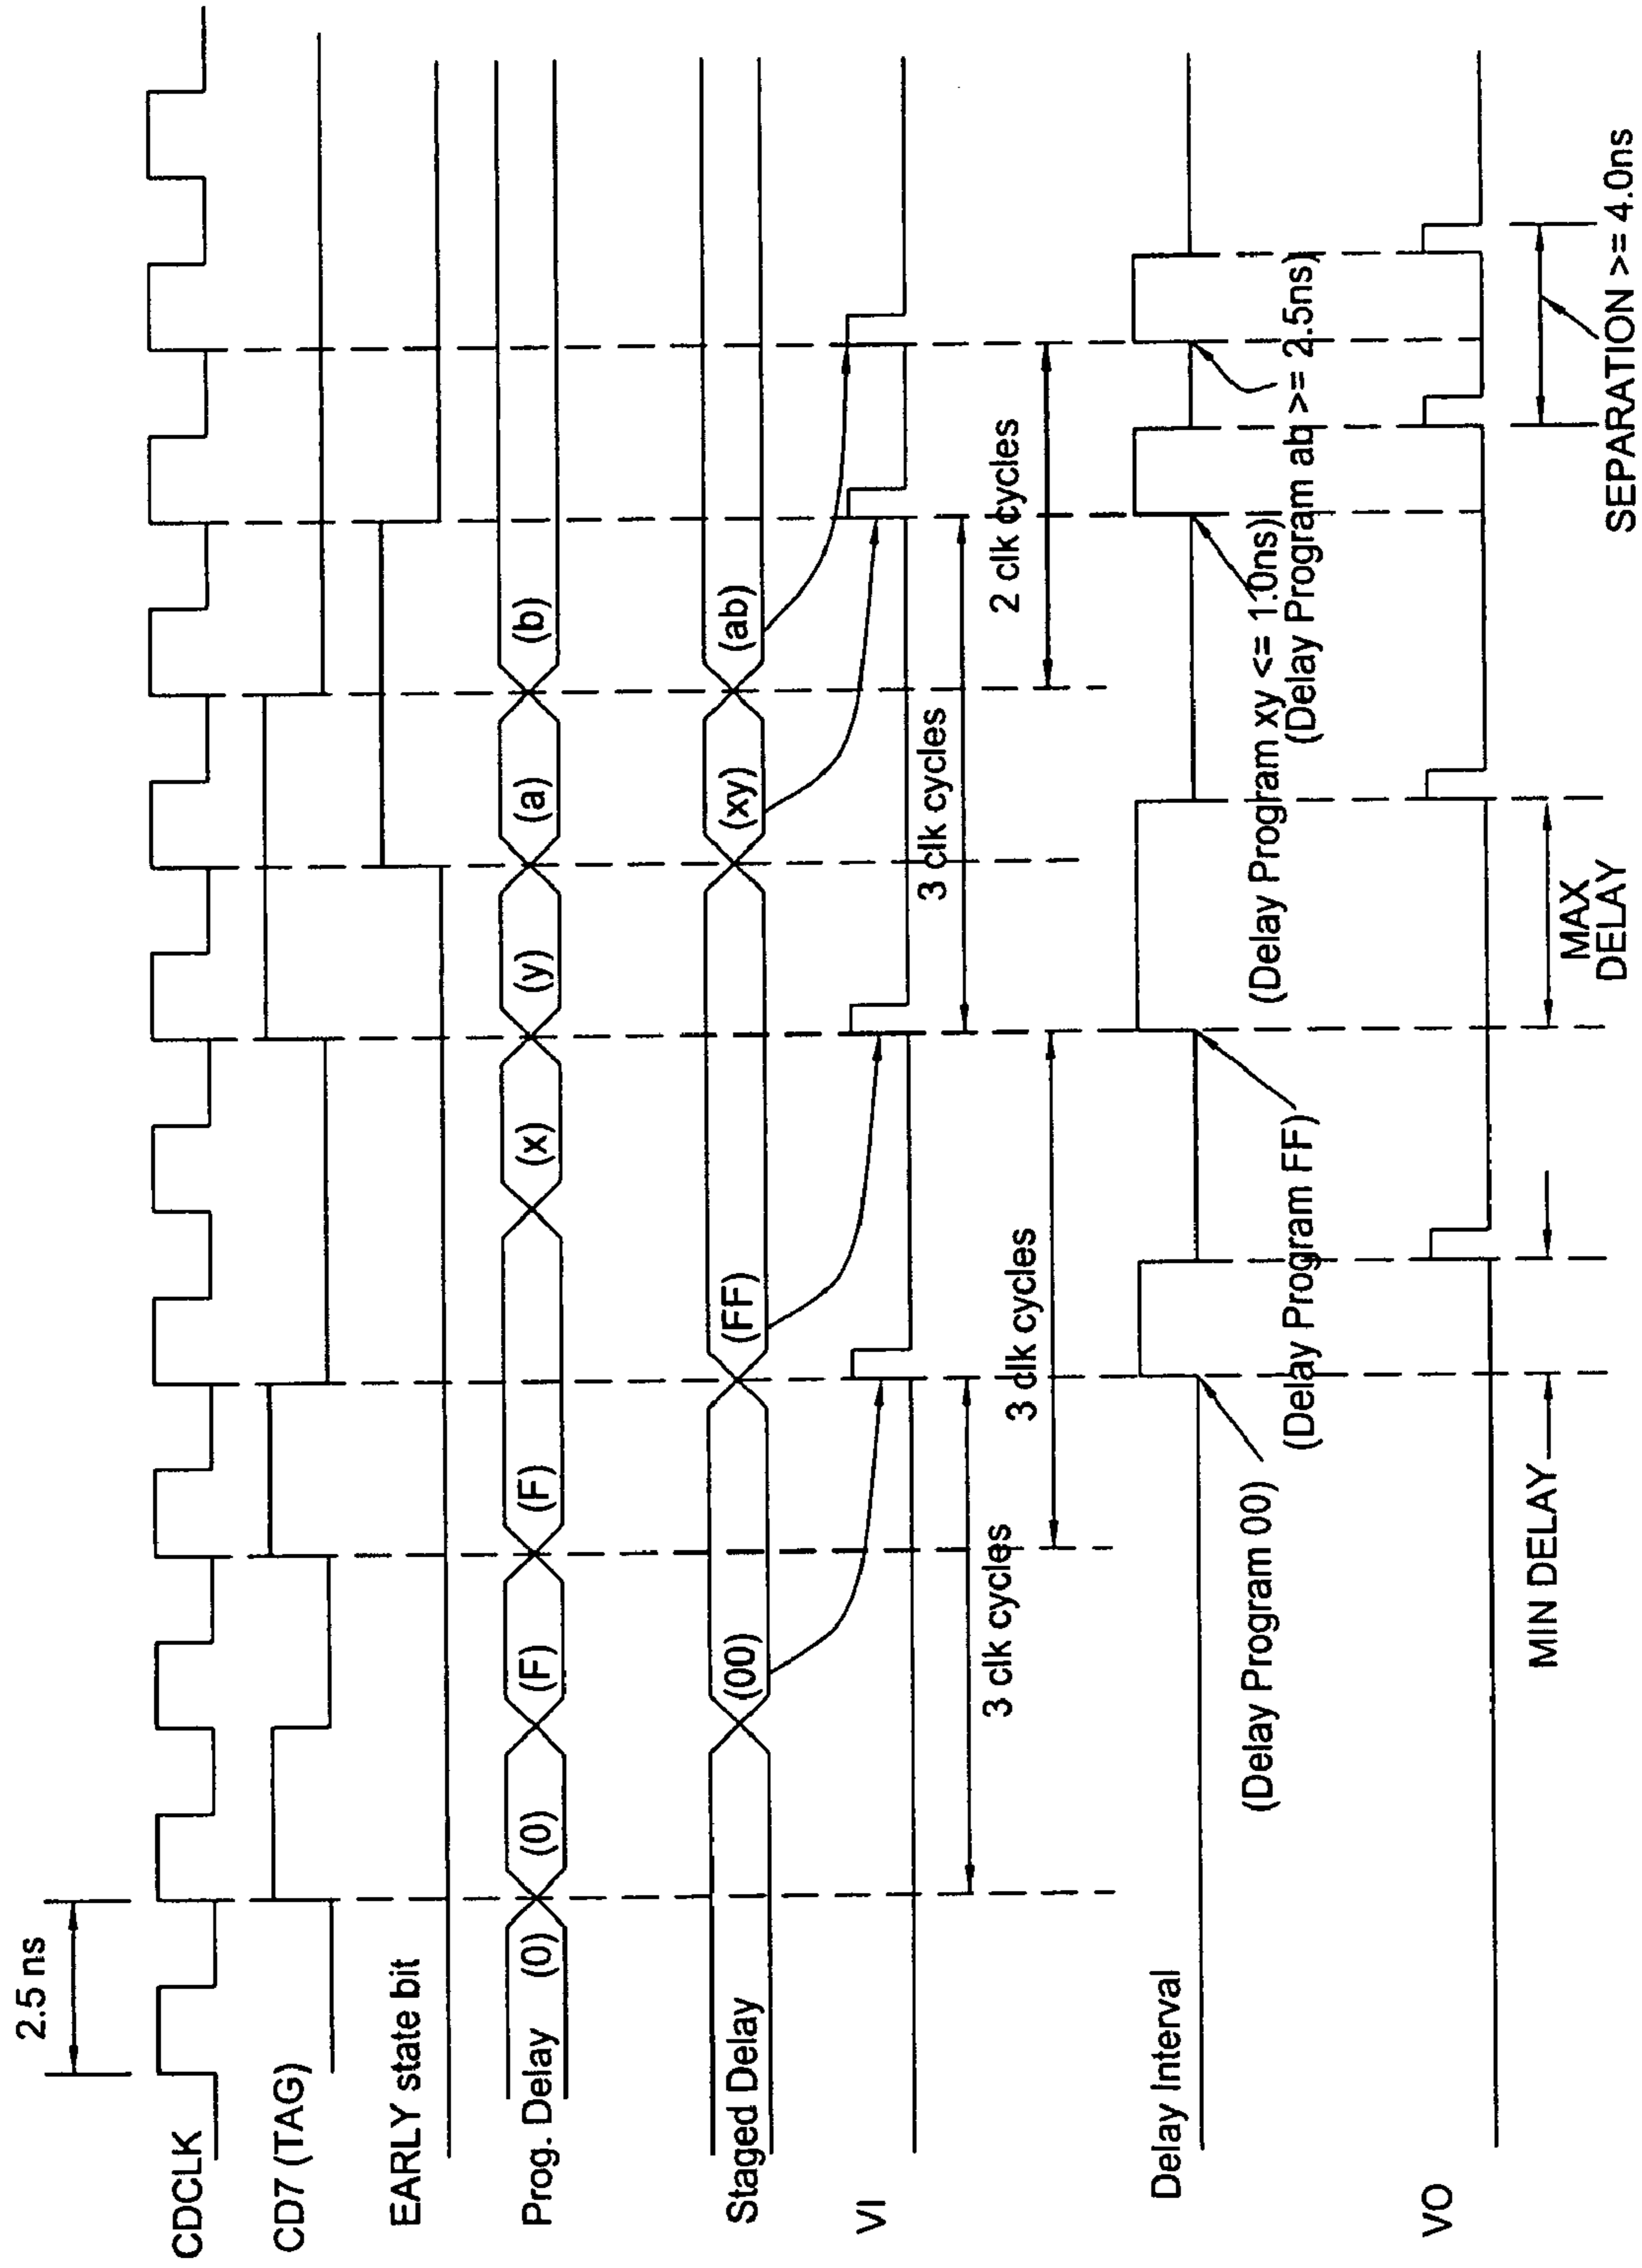 2.5 ns
CDCLK
CD7 (TAG)
EARLY state bit
Prog. Delay (0) (0) (F) (F) (x) (y) (a) (b)
Staged Delay (00) (FF) (xy) (ab)
VI
3 clk cycles
3 clk cycles
3 clk cycles
2 clk cycles
Delay Interval
(Delay Program 00)
(Delay Program FF)
(Delay Program xy <= 1.0ns)
(Delay Program ab >= 2.5ns)
VO
MIN DELAY
MAX
DELAY
SEPARATION >= 4.0ns